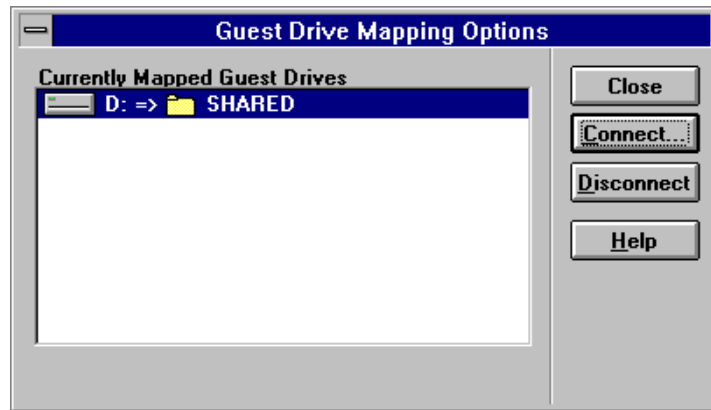 Guest Drive Mapping Options
Currently Mapped Guest Drives
D: => SHARED
Close
Connect...
Disconnect
Help